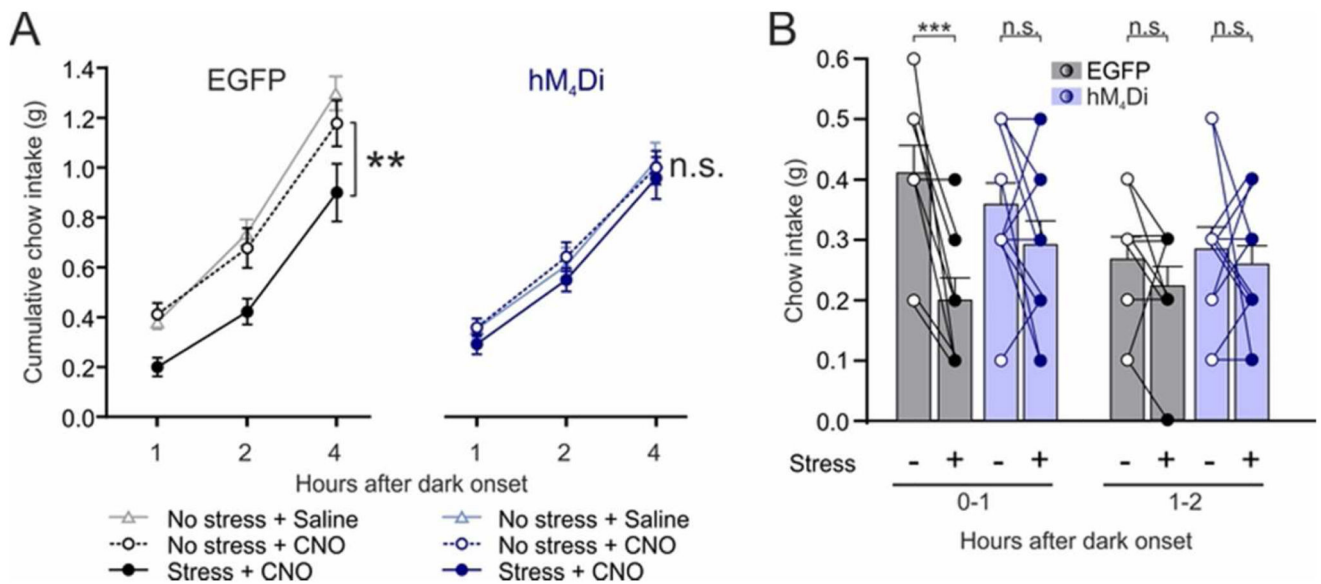 A
EGFP
hM₄Di
Cumulative chow intake (g)
1.4
1.2
1.0
0.8
0.6
0.4
0.2
0.0
**
n.s.
1 2 4 1 2 4
Hours after dark onset
No stress + Saline
No stress + CNO
Stress + CNO
No stress + Saline
No stress + CNO
Stress + CNO
B
*** n.s. n.s. n.s.
EGFP
hM₄Di
Chow intake (g)
0.6
0.5
0.4
0.3
0.2
0.1
0.0
Stress - + - + - + - +
0-1 1-2
Hours after dark onset